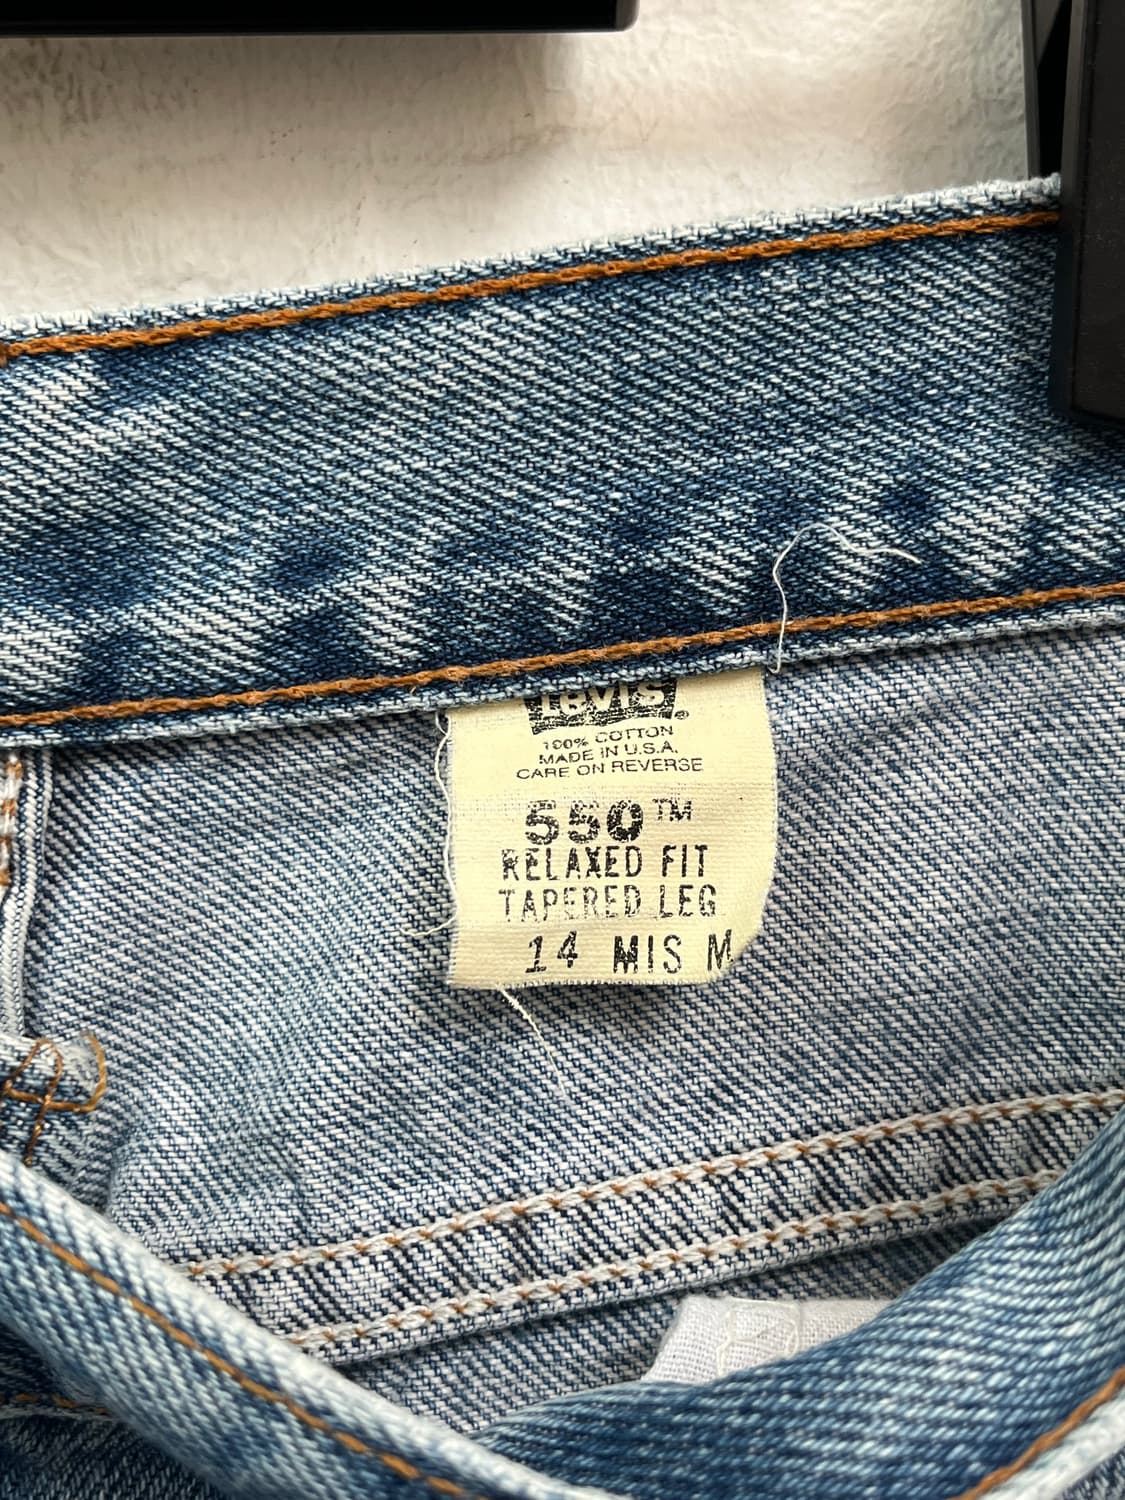 Levi's®
100% COTTON
MADE IN U.S.A.
CARE ON REVERSE
550™
RELAXED FIT
TAPERED LEG
14 MIS M